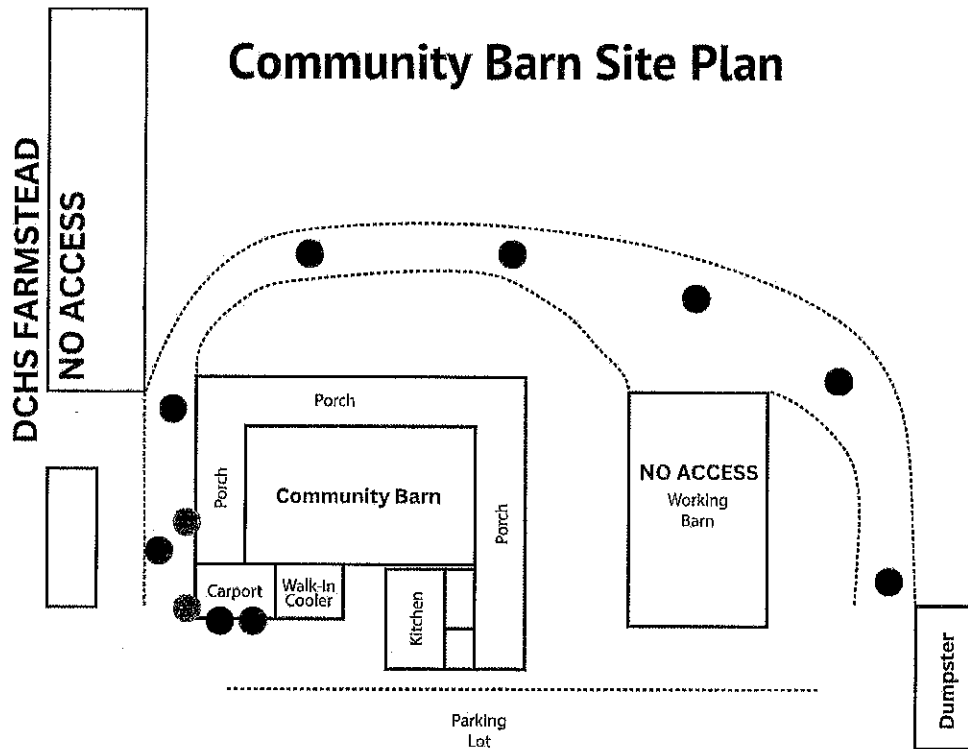 Community Barn Site Plan
DCHS FARMSTEAD
NO ACCESS
Porch
Porch
Community Barn
Porch
NO ACCESS
Working
Barn
Carport
Walk-In
Cooler
Kitchen
Dumpster
Parking
Lot